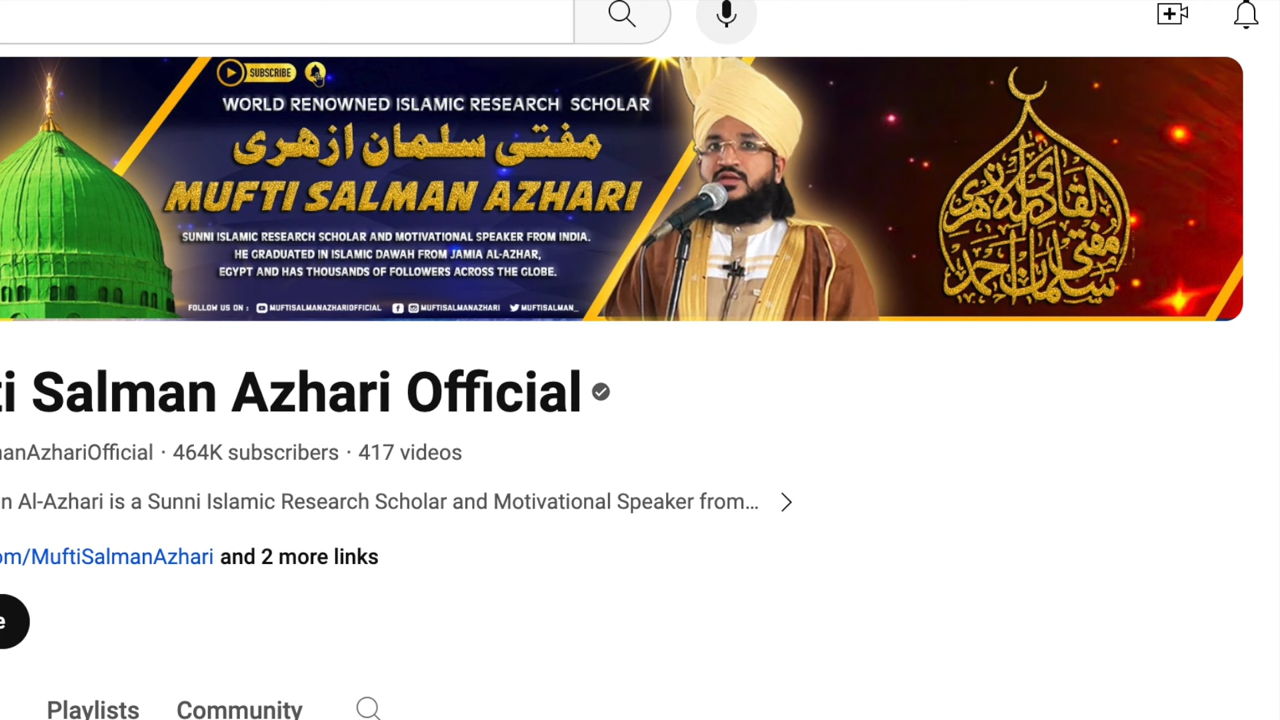 SUBSCRIBE
WORLD RENOWNED ISLAMIC RESEARCH SCHOLAR
مفتی سلمان ازھری
MUFTI SALMAN AZHARI
SUNNI ISLAMIC RESEARCH SCHOLAR AND MOTIVATIONAL SPEAKER FROM INDIA.
HE GRADUATED IN ISLAMIC DAWAH FROM JAMIA AL-AZHAR,
EGYPT AND HAS THOUSANDS OF FOLLOWERS ACROSS THE GLOBE.
FOLLOW US ON : MUFTISALMANAZHARIOFFICIAL MUFTISALMANAZHARI MUFTISALMAN_
ti Salman Azhari Official
nanAzhariOfficial · 464K subscribers · 417 videos
n Al-Azhari is a Sunni Islamic Research Scholar and Motivational Speaker from...
om/MuftiSalmanAzhari and 2 more links
e
Playlists Community